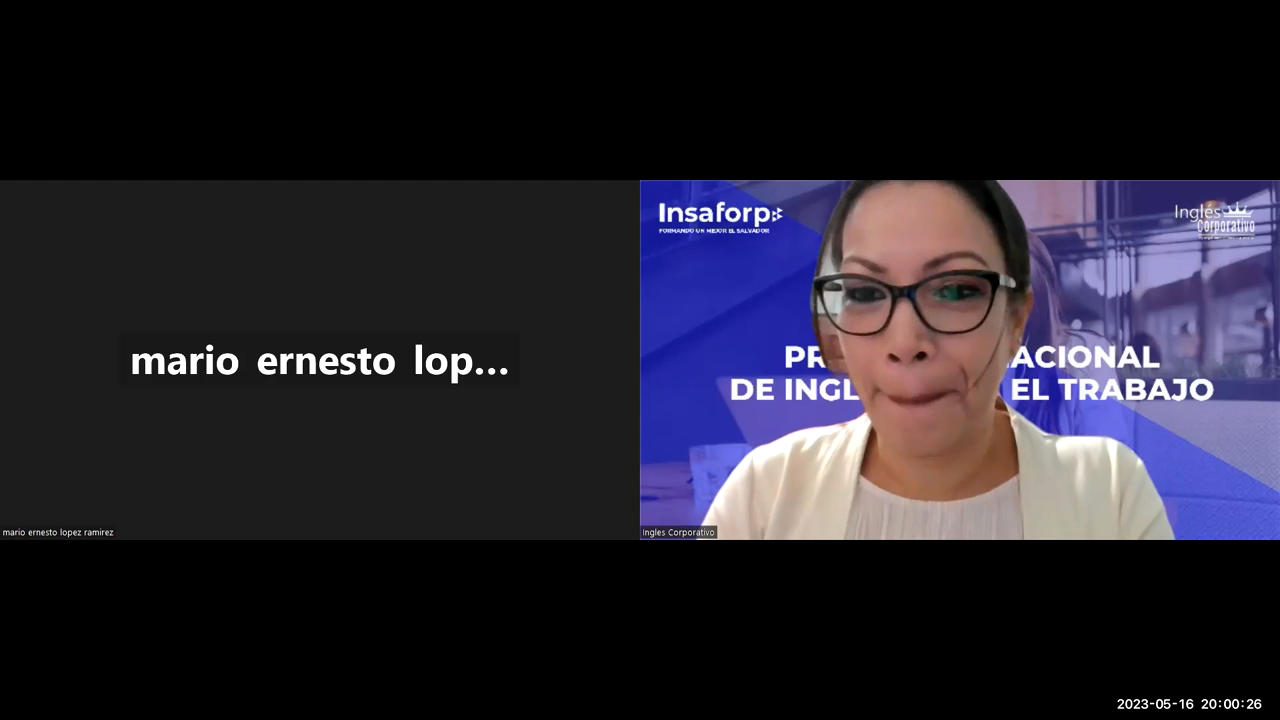 mario ernesto lop...
mario ernesto lopez ramirez
Insaforp
FORMANDO UN MEJOR EL SALVADOR
Inglés
Corporativo
PR ACIONAL
DE INGL EL TRABAJO
Ingles Corporativo
2023-05-16 20:00:26